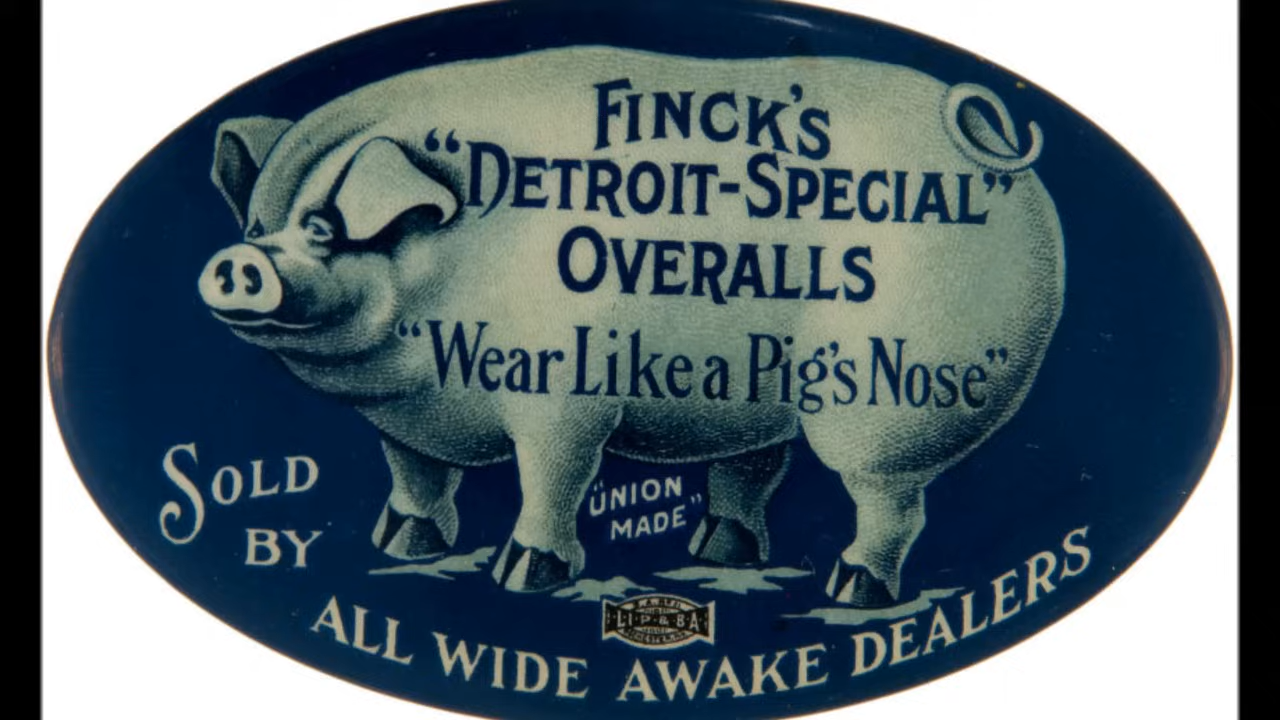 FINCK'S
"DETROIT-SPECIAL"
OVERALLS
"Wear Like a Pig's Nose"
"UNION
MADE"
SOLD
BY
ALL WIDE AWAKE DEALERS